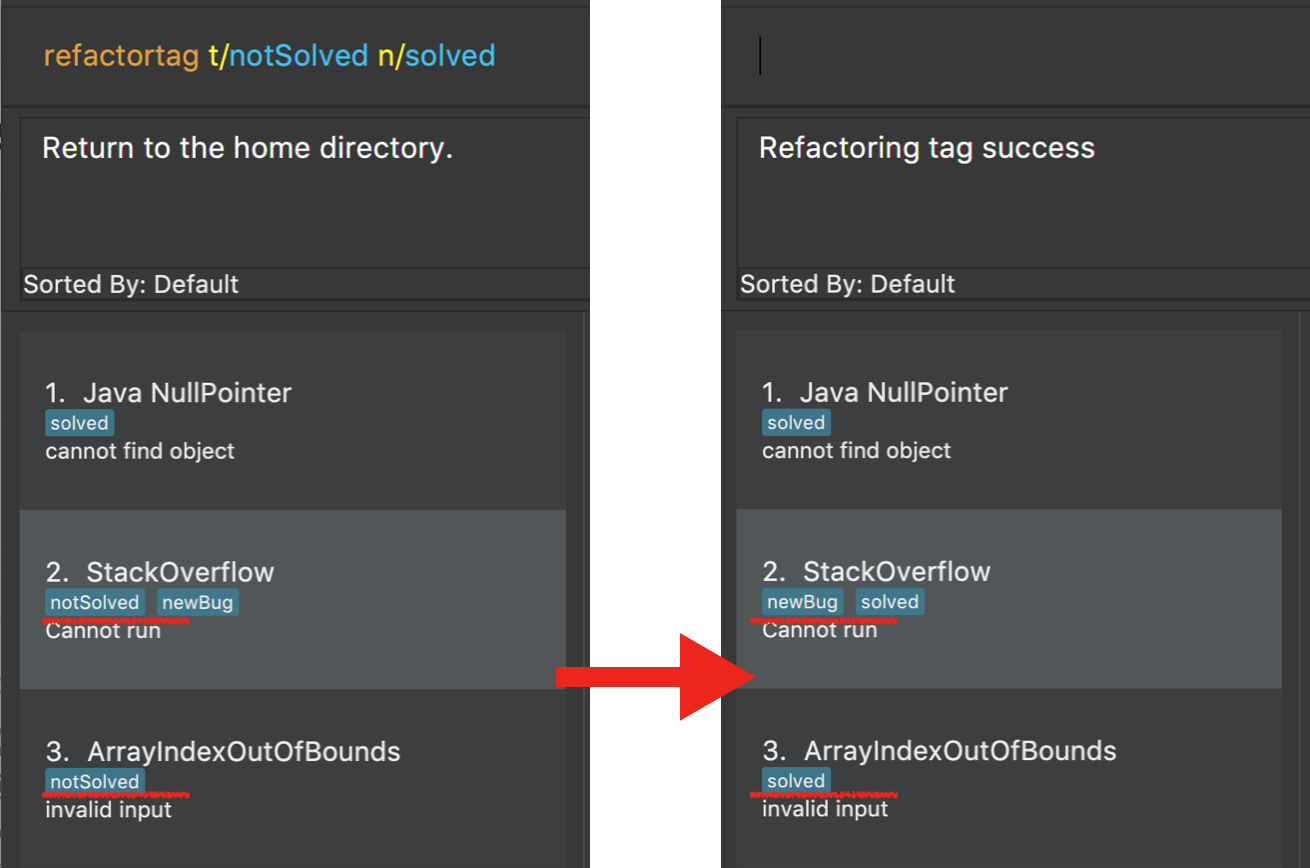 refactortag t/notSolved n/solved
Return to the home directory.
Sorted By: Default
1. Java NullPointer
solved
cannot find object
2. StackOverflow
notSolved newBug
Cannot run
3. ArrayIndexOutOfBounds
notSolved
invalid input
Refactoring tag success
Sorted By: Default
1. Java NullPointer
solved
cannot find object
2. StackOverflow
newBug solved
Cannot run
3. ArrayIndexOutOfBounds
solved
invalid input